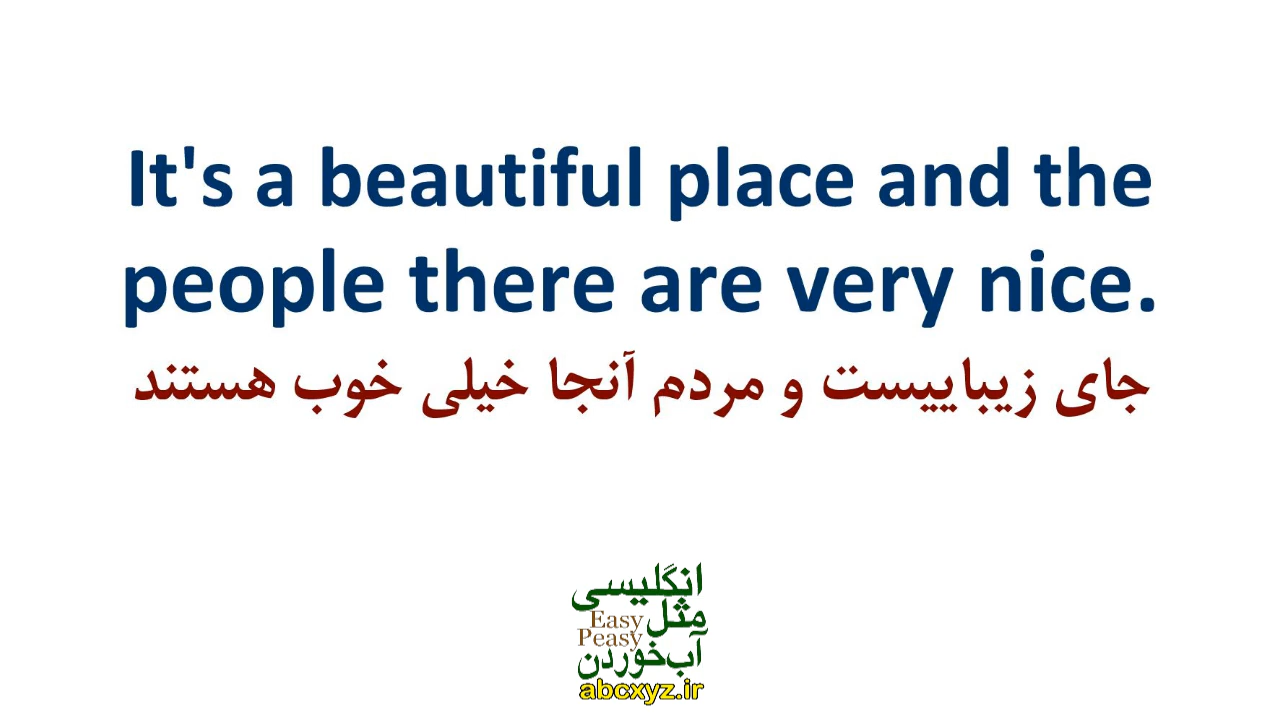 It's a beautiful place and the
people there are very nice.
جای زیباییست و مردم آنجا خیلی خوب هستند
انگلیسی
مثل
Easy
Peasy
آب‌خوردن
abcxyz.ir